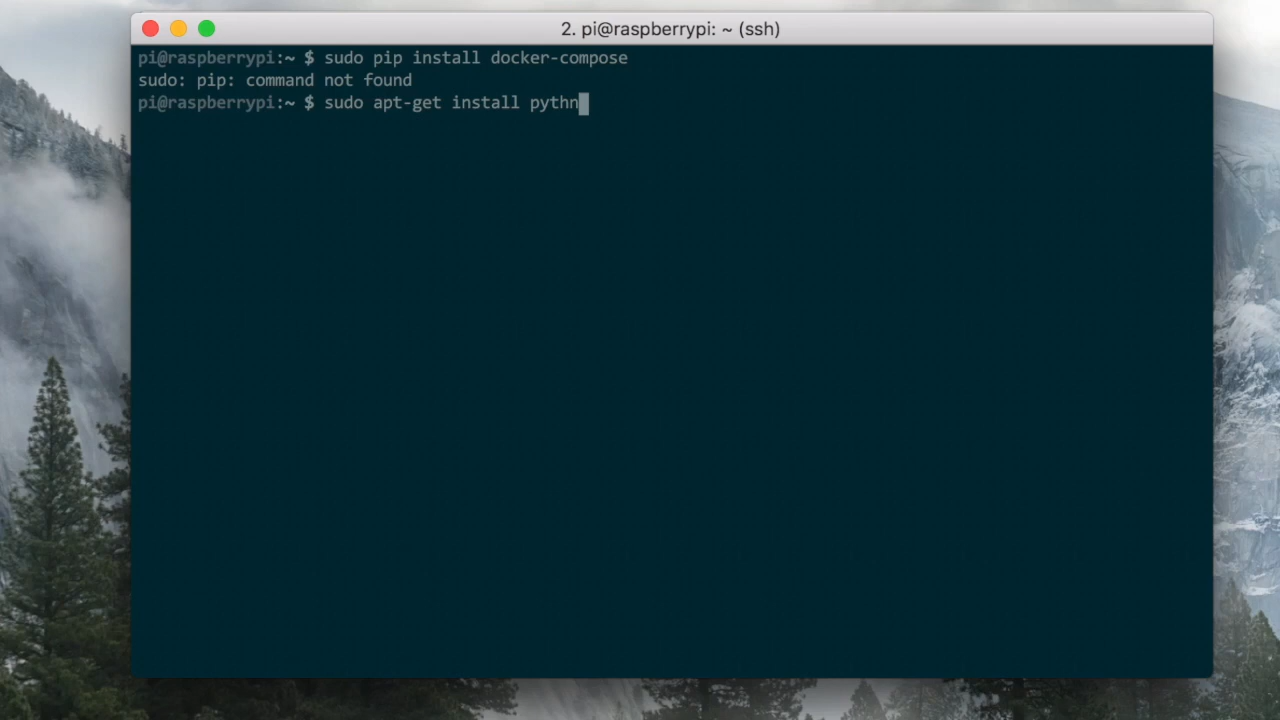 2. pi@raspberrypi: ~ (ssh)
pi@raspberrypi:~ $ sudo pip install docker-compose
sudo: pip: command not found
pi@raspberrypi:~ $ sudo apt-get install pythn